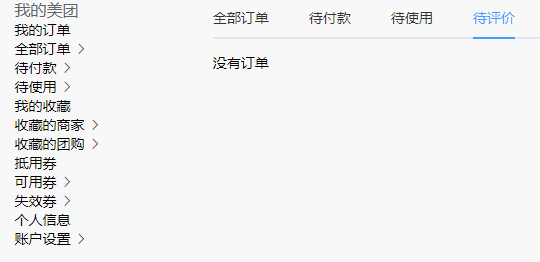 我的美团
我的订单
全部订单 >
待付款 >
待使用 >
我的收藏
收藏的商家 >
收藏的团购 >
抵用券
可用券 >
失效券 >
个人信息
账户设置 >
全部订单 待付款 待使用 待评价
没有订单